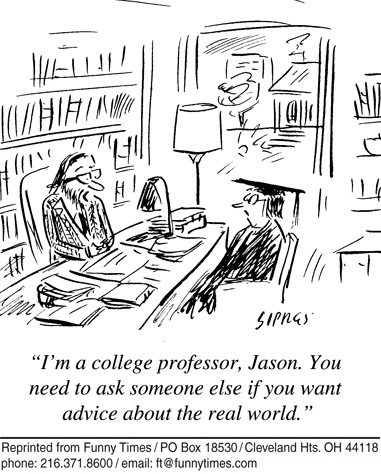 SIPRESS
“I’m a college professor, Jason. You
need to ask someone else if you want
advice about the real world.”
Reprinted from Funny Times / PO Box 18530 / Cleveland Hts. OH 44118
phone: 216.371.8600 / email: ft@funnytimes.com